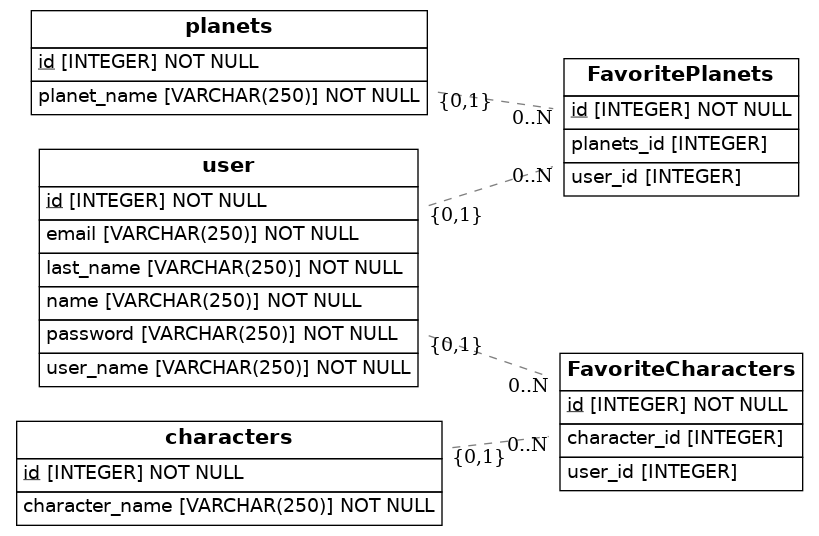 planets
id [INTEGER] NOT NULL
planet_name [VARCHAR(250)] NOT NULL
{0,1}
0..N
FavoritePlanets
id [INTEGER] NOT NULL
planets_id [INTEGER]
user_id [INTEGER]
user
id [INTEGER] NOT NULL
email [VARCHAR(250)] NOT NULL
last_name [VARCHAR(250)] NOT NULL
name [VARCHAR(250)] NOT NULL
password [VARCHAR(250)] NOT NULL
user_name [VARCHAR(250)] NOT NULL
0..N
{0,1}
{0,1}
0..N
FavoriteCharacters
id [INTEGER] NOT NULL
character_id [INTEGER]
user_id [INTEGER]
characters
id [INTEGER] NOT NULL
character_name [VARCHAR(250)] NOT NULL
{0,1}
0..N